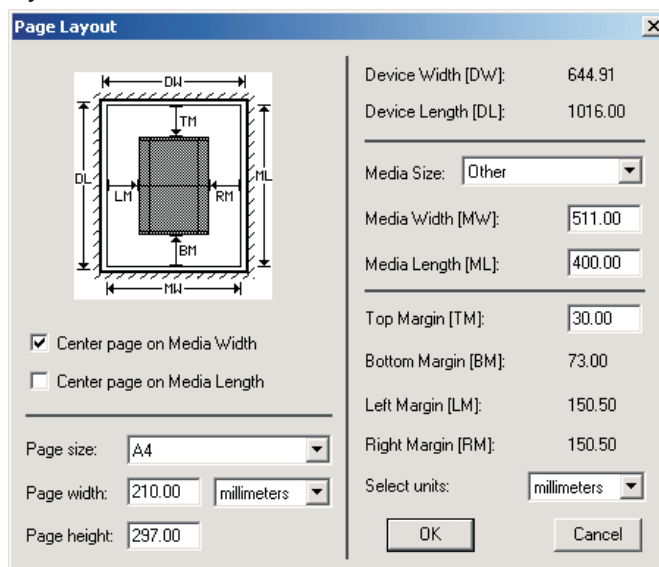 Page Layout
DW
TM
DL
ML
LM
RM
BM
MW
Center page on Media Width
Center page on Media Length
Page size: A4
Page width: 210.00 millimeters
Page height: 297.00
Device Width [DW]: 644.91
Device Length [DL]: 1016.00
Media Size: Other
Media Width [MW]: 511.00
Media Length [ML]: 400.00
Top Margin [TM]: 30.00
Bottom Margin [BM]: 73.00
Left Margin [LM]: 150.50
Right Margin [RM]: 150.50
Select units: millimeters
OK Cancel